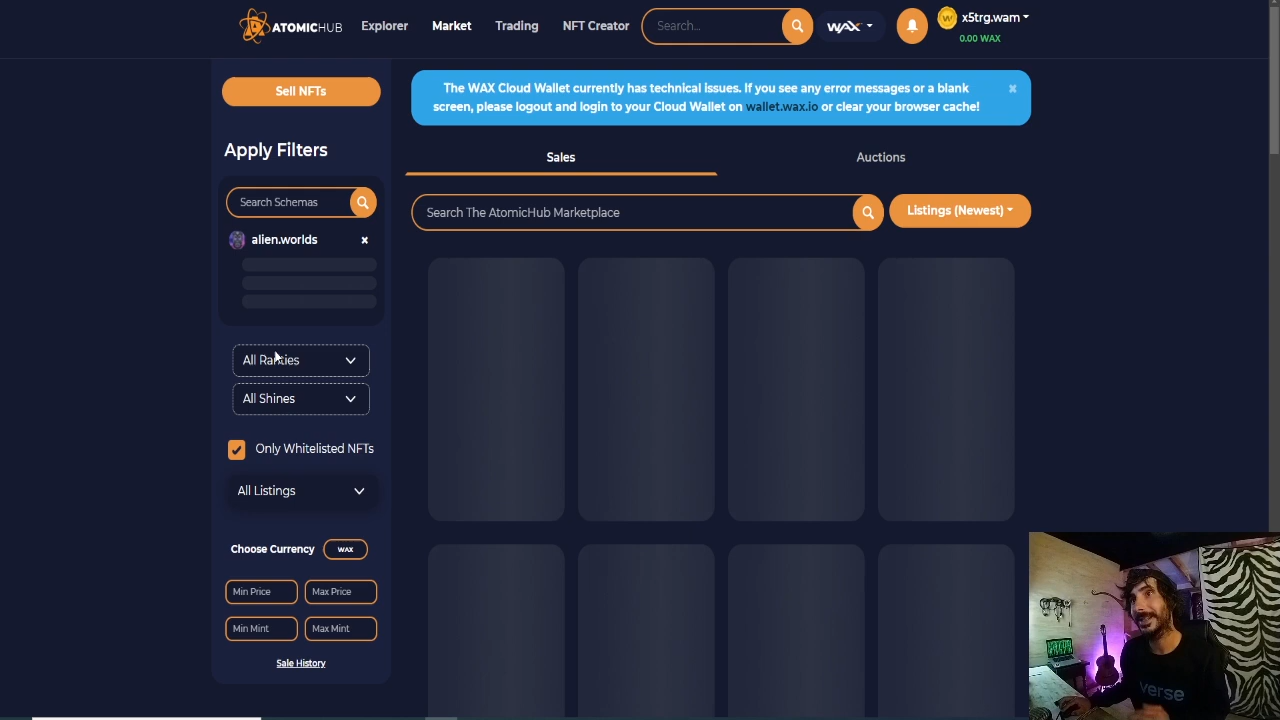 ATOMICHUB
Explorer
Market
Trading
NFT Creator
Search...
WAX
x5trg.wam
0.00 WAX
Sell NFTs
The WAX Cloud Wallet currently has technical issues. If you see any error messages or a blank
screen, please logout and login to your Cloud Wallet on wallet.wax.io or clear your browser cache!
×
Apply Filters
Sales
Auctions
Search Schemas
Search The AtomicHub Marketplace
Listings (Newest)
alien.worlds
×
All Rarities
All Shines
Only Whitelisted NFTs
All Listings
Choose Currency
WAX
Min Price
Max Price
Min Mint
Max Mint
Sale History
verse